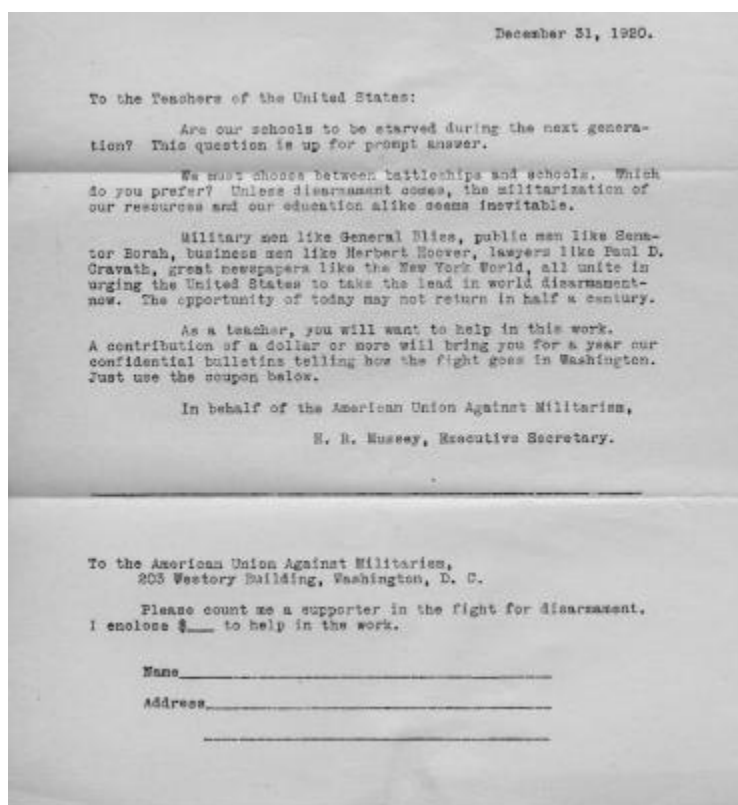 December 31, 1920.
To the Teachers of the United States:
Are our schools to be starved during the next genera-
tion? This question is up for prompt answer.
We must choose between battleships and schools. Which
do you prefer? Unless disarmament comes, the militarization of
our resources and our education alike seems inevitable.
Military men like General Bliss, public men like Sena-
tor Borah, business men like Herbert Hoover, lawyers like Paul D.
Cravath, great newspapers like the New York World, all unite in
urging the United States to take the lead in world disarmament-
now. The opportunity of today may not return in half a century.
As a teacher, you will want to help in this work.
A contribution of a dollar or more will bring you for a year our
confidential bulletins telling how the fight goes in Washington.
Just use the coupon below.
In behalf of the American Union Against Militarism,
H. R. Mussey, Executive Secretary.
To the American Union Against Militarism,
203 Westory Building, Washington, D. C.
Please count me a supporter in the fight for disarmament.
I enclose $___ to help in the work.
Name
Address